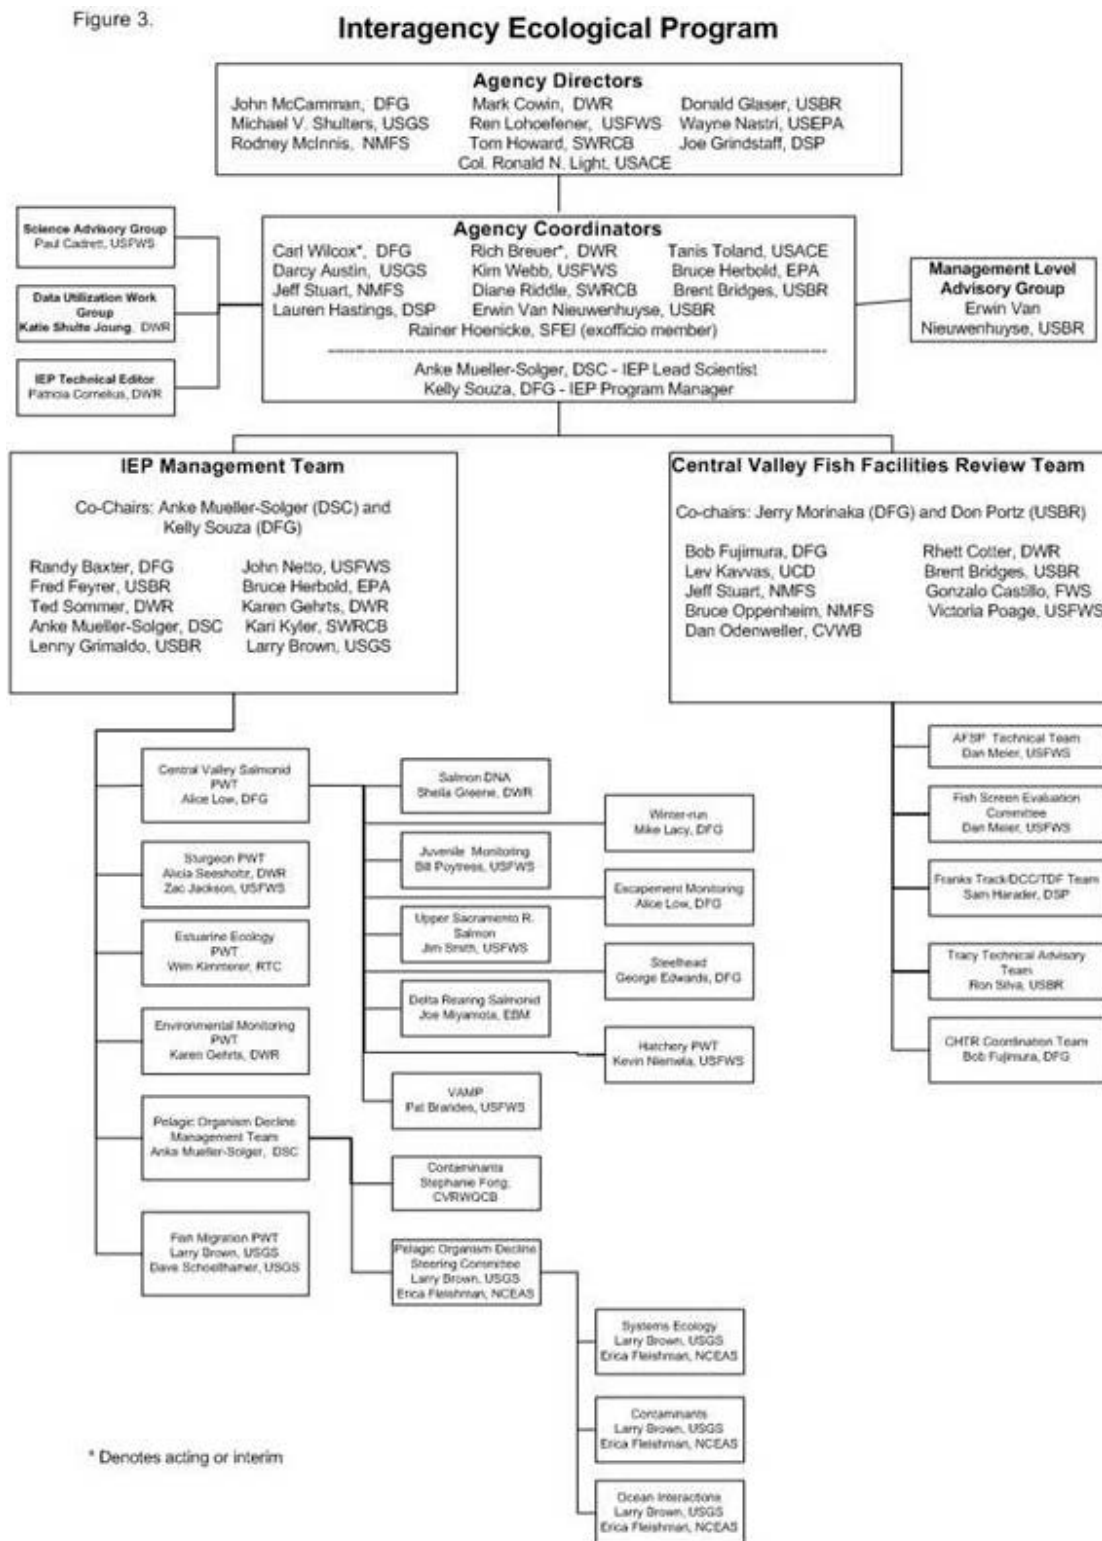 Figure 3.
Interagency Ecological Program
Agency Directors
John McCamman, DFG
Mark Cowin, DWR
Donald Glaser, USBR
Michael V. Shulters, USGS
Ren Lohoefener, USFWS
Wayne Nastri, USEPA
Rodney McInnis, NMFS
Tom Howard, SWRCB
Joe Grindstaff, DSP
Col. Ronald N. Light, USACE
Science Advisory Group
Paul Cadrett, USFWS
Data Utilization Work
Group
Katie Shulte Joung, DWR
IEP Technical Editor
Patricia Cornelius, DWR
Agency Coordinators
Carl Wilcox*, DFG
Rich Breuer*, DWR
Tanis Toland, USACE
Darcy Austin, USGS
Kim Webb, USFWS
Bruce Herbold, EPA
Jeff Stuart, NMFS
Diane Riddle, SWRCB
Brent Bridges, USBR
Lauren Hastings, DSP
Erwin Van Nieuwenhuyse, USBR
Rainer Hoenicke, SFEI (exofficio member)
Anke Mueller-Solger, DSC - IEP Lead Scientist
Kelly Souza, DFG - IEP Program Manager
Management Level
Advisory Group
Erwin Van
Nieuwenhuyse, USBR
IEP Management Team
Co-Chairs: Anke Mueller-Solger (DSC) and
Kelly Souza (DFG)
Randy Baxter, DFG
John Netto, USFWS
Fred Feyrer, USBR
Bruce Herbold, EPA
Ted Sommer, DWR
Karen Gehrts, DWR
Anke Mueller-Solger, DSC
Kari Kyler, SWRCB
Lenny Grimaldo, USBR
Larry Brown, USGS
Central Valley Fish Facilities Review Team
Co-chairs: Jerry Morinaka (DFG) and Don Portz (USBR)
Bob Fujimura, DFG
Rhett Cotter, DWR
Lev Kavvas, UCD
Brent Bridges, USBR
Jeff Stuart, NMFS
Gonzalo Castillo, FWS
Bruce Oppenheim, NMFS
Victoria Poage, USFWS
Dan Odenweller, CVWB
Central Valley Salmonid
PWT
Alice Low, DFG
Sturgeon PWT
Alicia Seesholtz, DWR
Zac Jackson, USFWS
Estuarine Ecology
PWT
Wim Kimmerer, RTC
Environmental Monitoring
PWT
Karen Gehrts, DWR
Pelagic Organism Decline
Management Team
Anke Mueller-Solger, DSC
Fish Migration PWT
Larry Brown, USGS
Dave Schoellhamer, USGS
Salmon DNA
Sheila Greene, DWR
Juvenile Monitoring
Bill Poytress, USFWS
Upper Sacramento R.
Salmon
Jim Smith, USFWS
Delta Rearing Salmonid
Joe Miyamota, EBM
VAMP
Pat Brandes, USFWS
Contaminants
Stephanie Fong,
CVRWQCB
Pelagic Organism Decline
Steering Committee
Larry Brown, USGS
Erica Fleishman, NCEAS
Winter-run
Mike Lacy, DFG
Escapement Monitoring
Alice Low, DFG
Steelhead
George Edwards, DFG
Hatchery PWT
Kevin Niemela, USFWS
Systems Ecology
Larry Brown, USGS
Erica Fleishman, NCEAS
Contaminants
Larry Brown, USGS
Erica Fleishman, NCEAS
Ocean Interactions
Larry Brown, USGS
Erica Fleishman, NCEAS
AFSP Technical Team
Dan Meier, USFWS
Fish Screen Evaluation
Committee
Dan Meier, USFWS
Franks Track/DCC/TDF Team
Sam Harader, DSP
Tracy Technical Advisory
Team
Ron Silva, USBR
CHTR Coordination Team
Bob Fujimura, DFG
* Denotes acting or interim